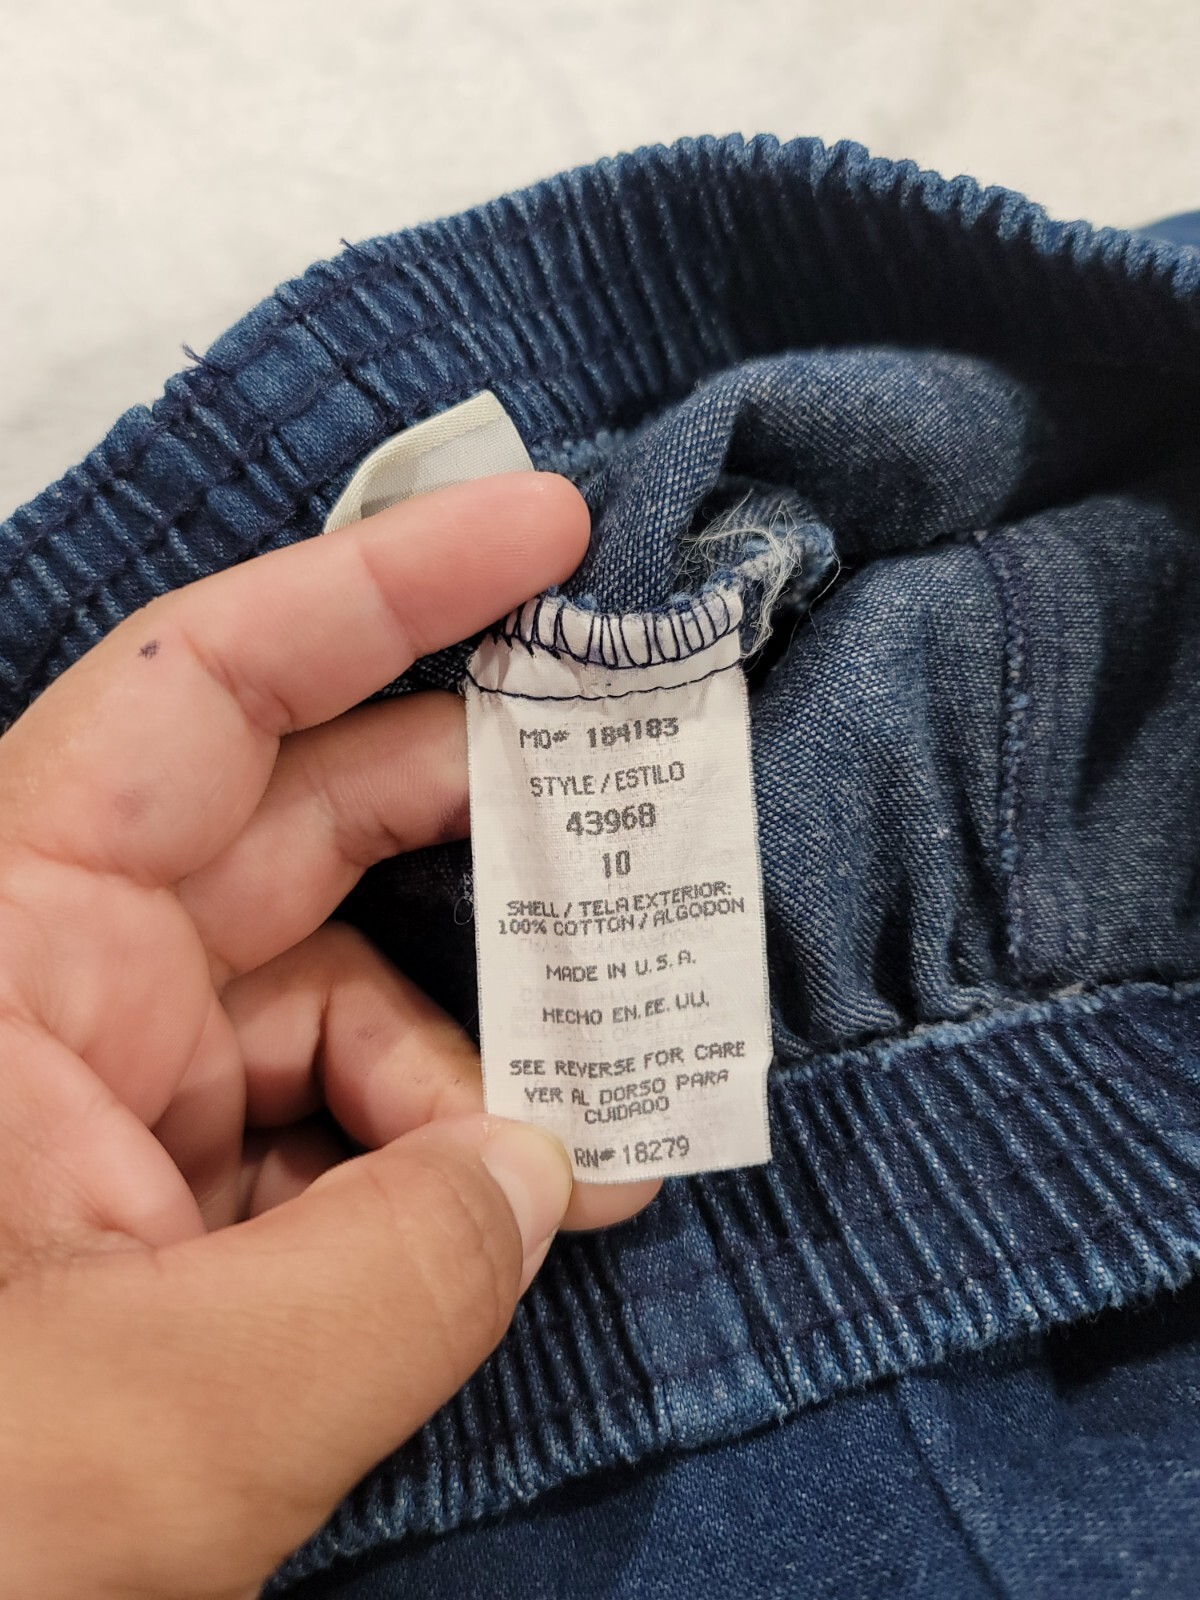 MO# 184183
STYLE/ESTILO
43968
10
SHELL/TELA EXTERIOR:
100% COTTON/ALGODON
MADE IN U.S.A.
HECHO EN.EE.UU.
SEE REVERSE FOR CARE
VER AL DORSO PARA
CUIDADO
RN# 18279